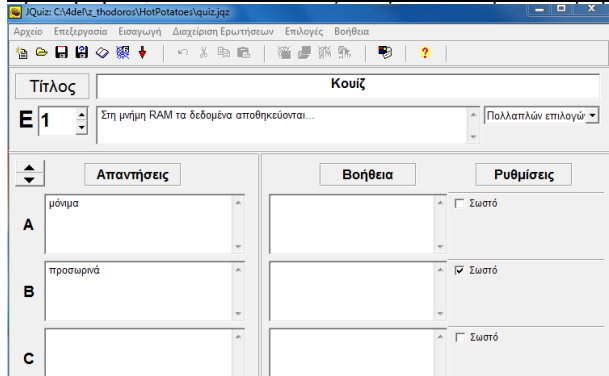 JQuiz: C:\4del\z_thodoros\HotPotatoes\quiz.jqz
Αρχείο Επεξεργασία Εισαγωγή Διαχείριση Ερωτήσεων Επιλογές Βοήθεια
Τίτλος Κουίζ
Ε 1 Στη μνήμη RAM τα δεδομένα αποθηκεύονται... Πολλαπλών επιλογώ
Απαντήσεις Βοήθεια Ρυθμίσεις
A μόνιμα Σωστό
B προσωρινά Σωστό
C Σωστό